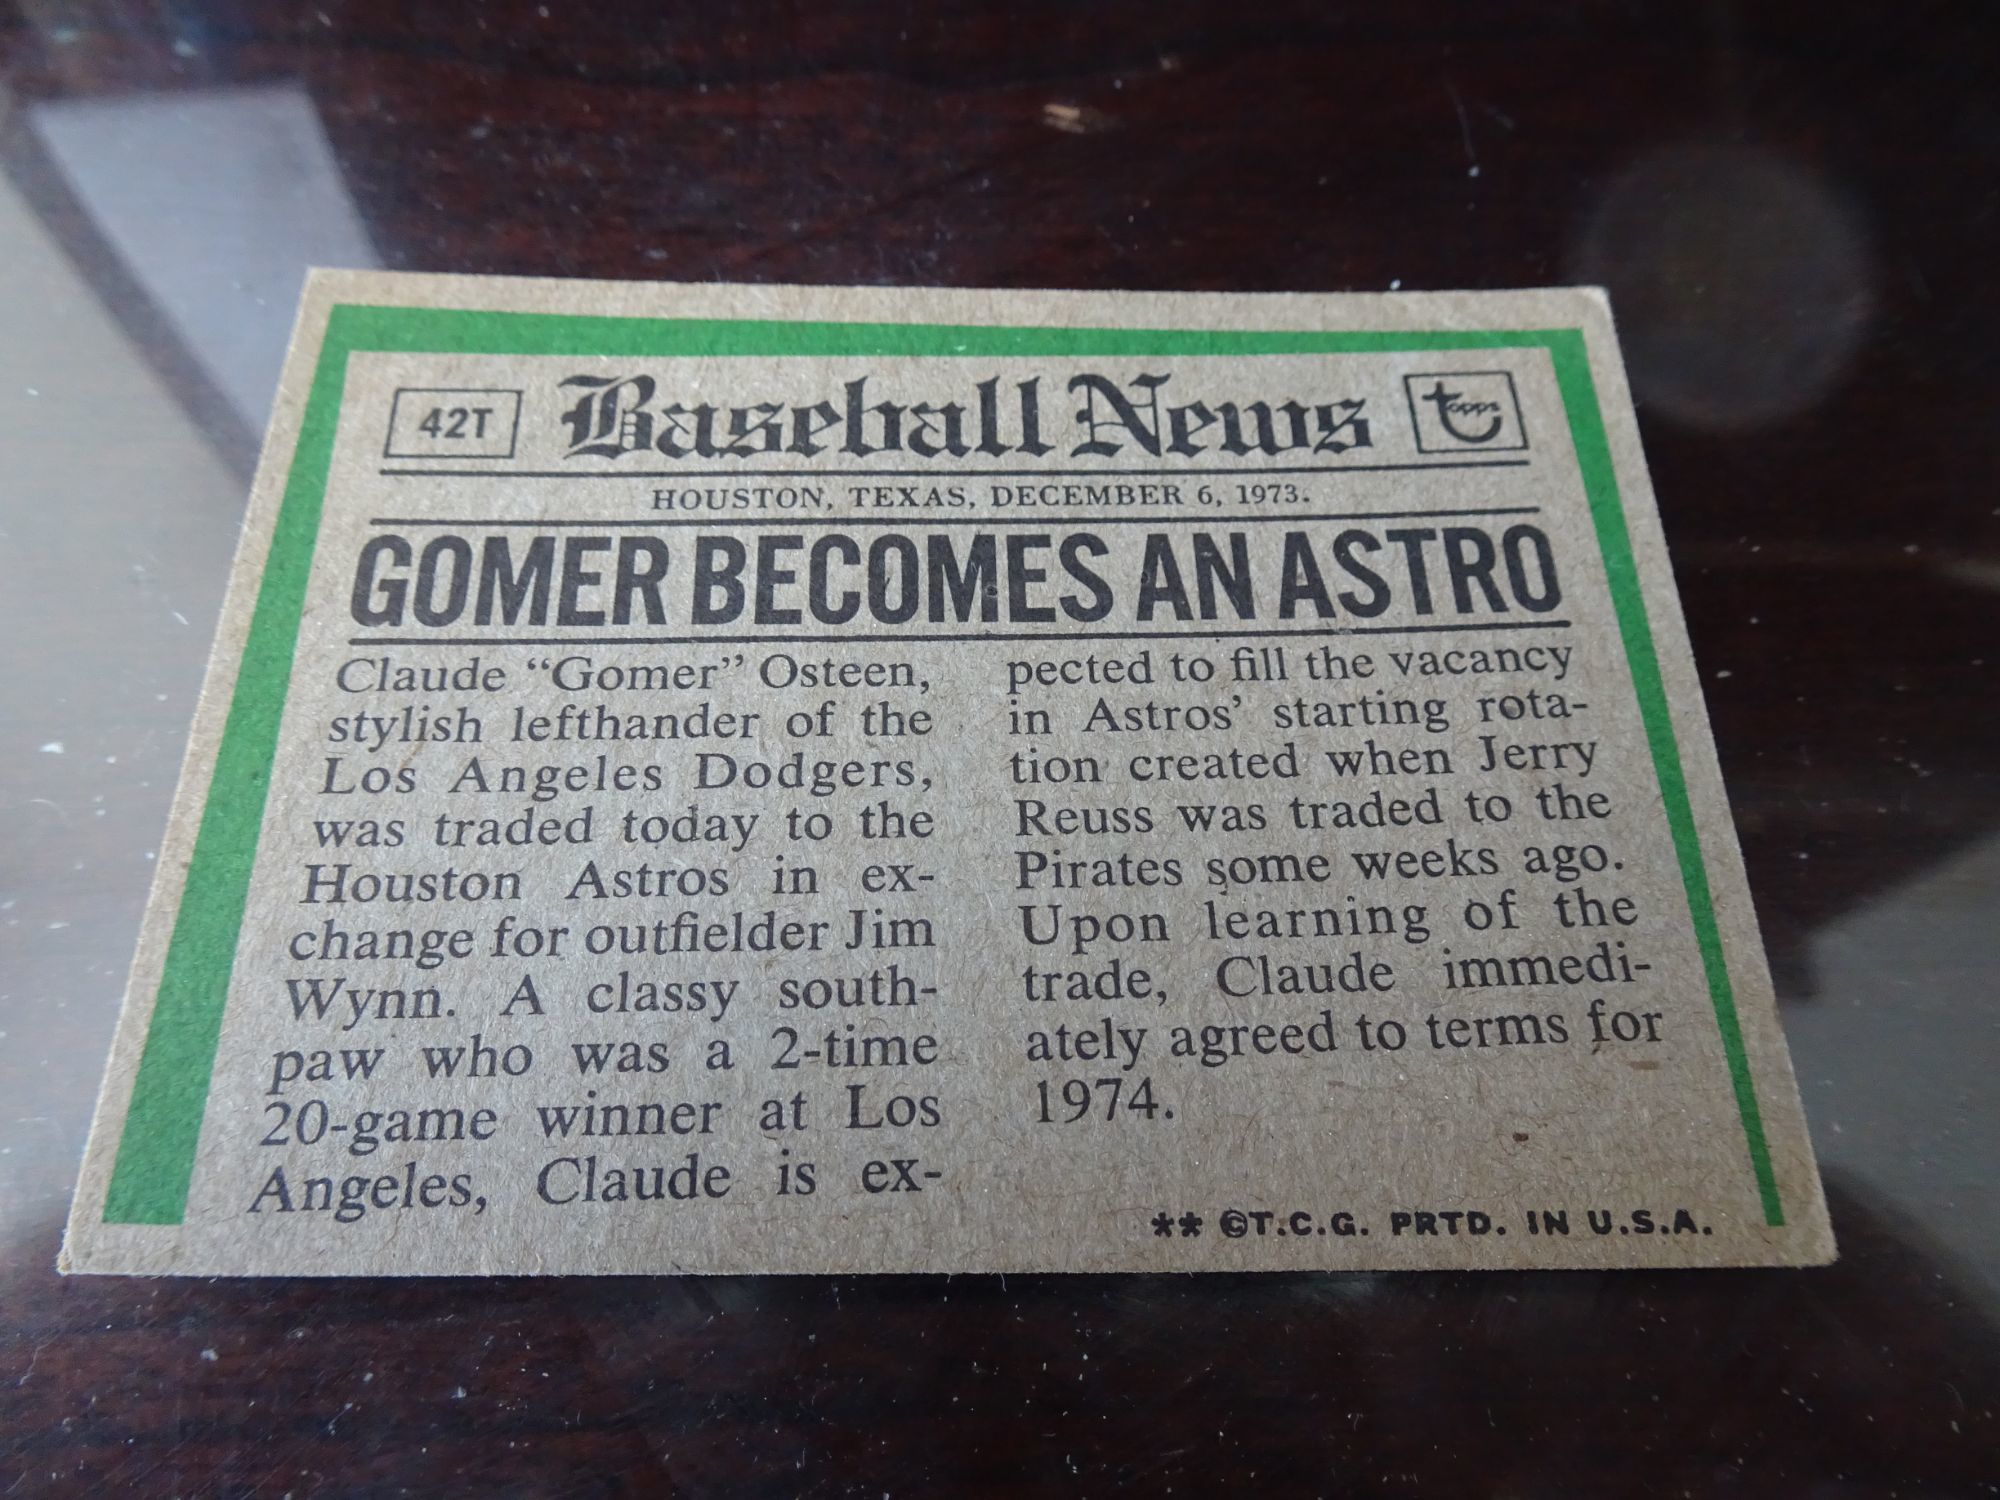 42T
Baseball News
topps
HOUSTON, TEXAS, DECEMBER 6, 1973.
GOMER BECOMES AN ASTRO
Claude “Gomer” Osteen,
stylish lefthander of the
Los Angeles Dodgers,
was traded today to the
Houston Astros in ex-
change for outfielder Jim
Wynn. A classy south-
paw who was a 2-time
20-game winner at Los
Angeles, Claude is ex-
pected to fill the vacancy
in Astros’ starting rota-
tion created when Jerry
Reuss was traded to the
Pirates some weeks ago.
Upon learning of the
trade, Claude immedi-
ately agreed to terms for
1974.
** ©T.C.G. PRTD. IN U.S.A.